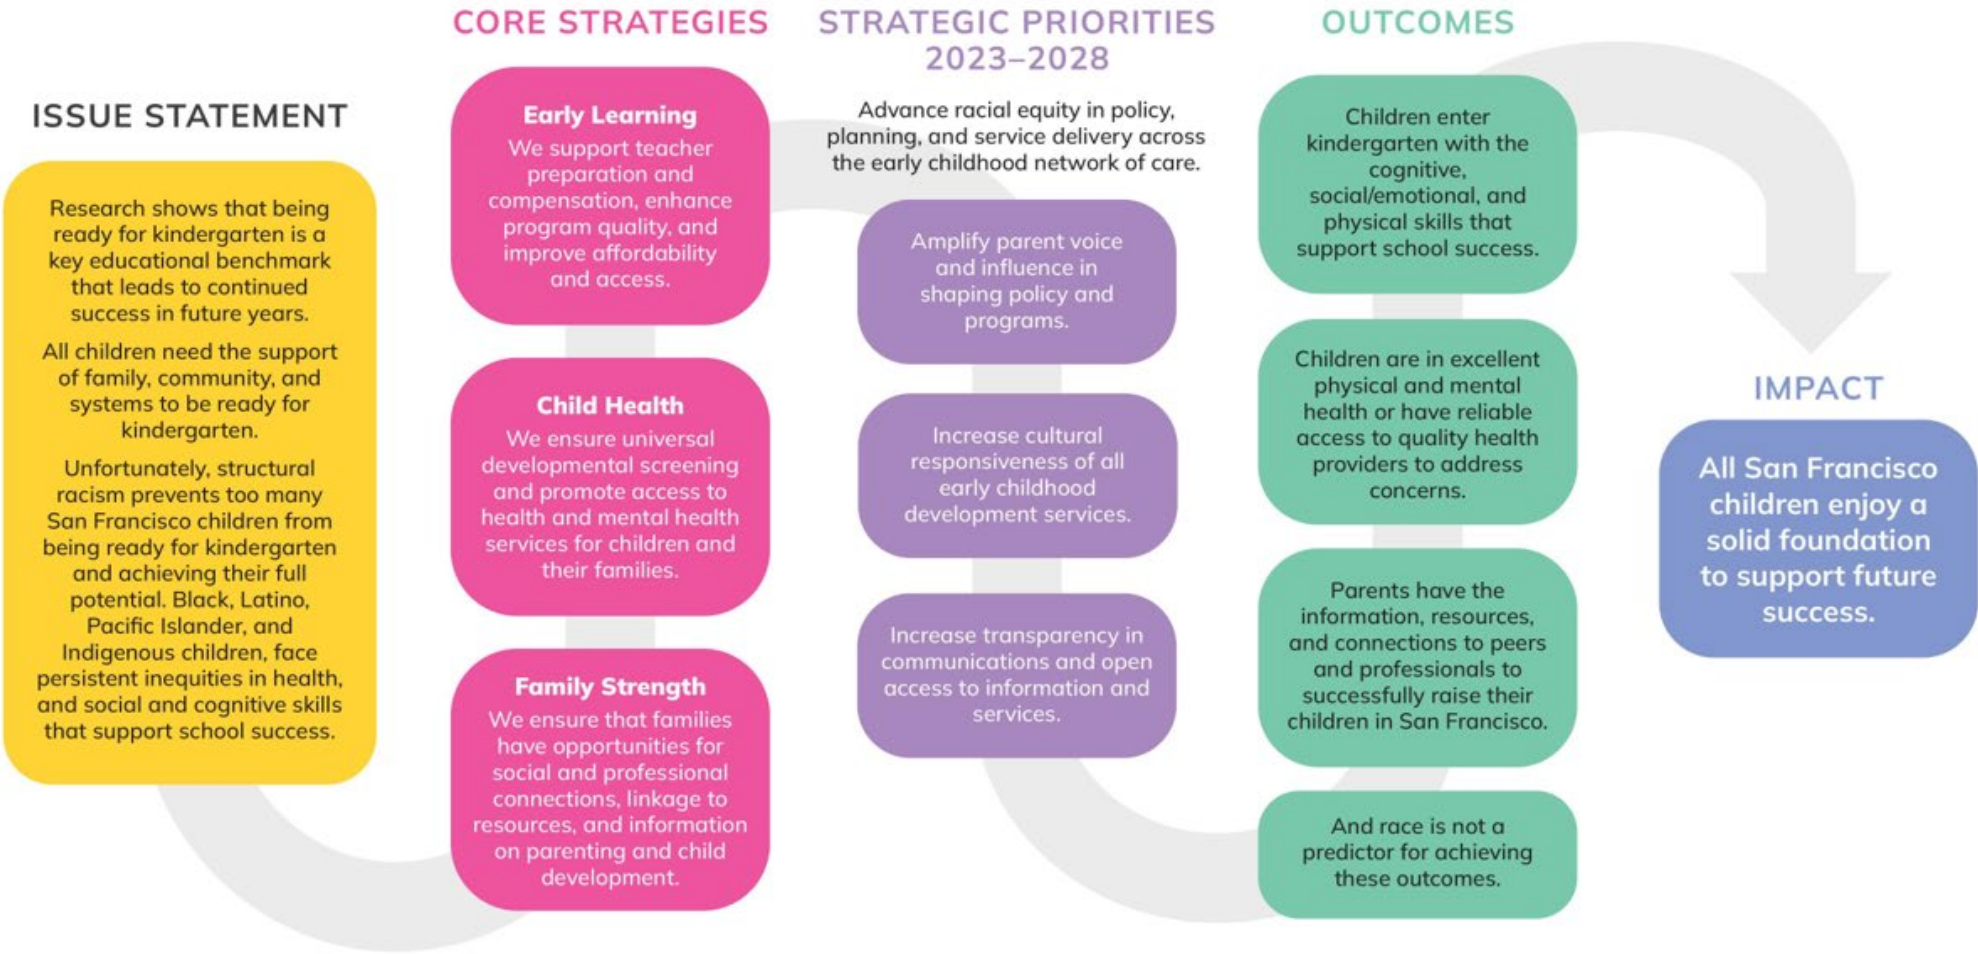 ISSUE STATEMENT
Research shows that being
ready for kindergarten is a
key educational benchmark
that leads to continued
success in future years.
All children need the support
of family, community, and
systems to be ready for
kindergarten.
Unfortunately, structural
racism prevents too many
San Francisco children from
being ready for kindergarten
and achieving their full
potential. Black, Latino,
Pacific Islander, and
Indigenous children, face
persistent inequities in health,
and social and cognitive skills
that support school success.
CORE STRATEGIES
Early Learning
We support teacher
preparation and
compensation, enhance
program quality, and
improve affordability
and access.
Child Health
We ensure universal
developmental screening
and promote access to
health and mental health
services for children and
their families.
Family Strength
We ensure that families
have opportunities for
social and professional
connections, linkage to
resources, and information
on parenting and child
development.
STRATEGIC PRIORITIES
2023–2028
Advance racial equity in policy,
planning, and service delivery across
the early childhood network of care.
Amplify parent voice
and influence in
shaping policy and
programs.
Increase cultural
responsiveness of all
early childhood
development services.
Increase transparency in
communications and open
access to information and
services.
OUTCOMES
Children enter
kindergarten with the
cognitive,
social/emotional, and
physical skills that
support school success.
Children are in excellent
physical and mental
health or have reliable
access to quality health
providers to address
concerns.
Parents have the
information, resources,
and connections to peers
and professionals to
successfully raise their
children in San Francisco.
And race is not a
predictor for achieving
these outcomes.
IMPACT
All San Francisco
children enjoy a
solid foundation
to support future
success.